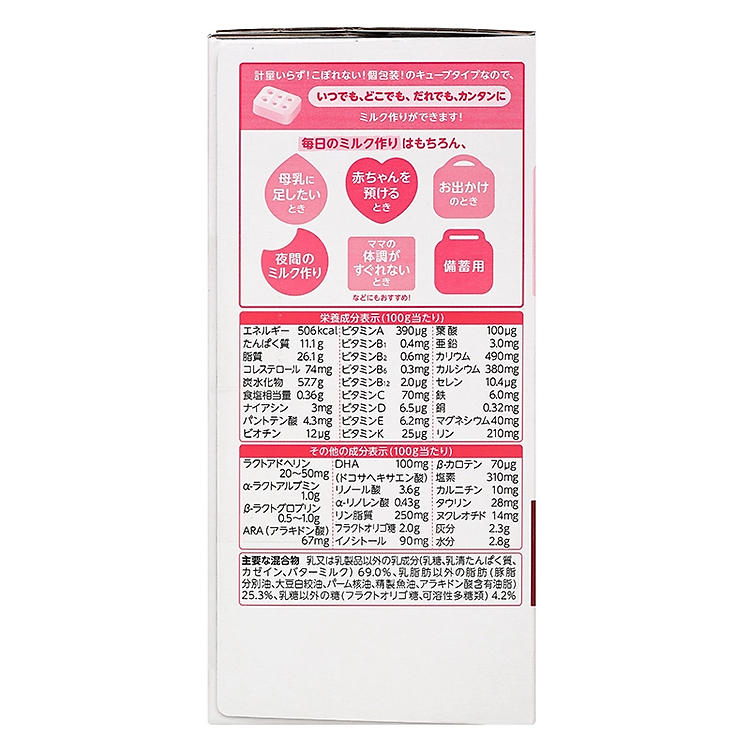 計量いらず！こぼれない！個包装！のキューブタイプなので、
いつでも、どこでも、だれでも、カンタンに
ミルク作りができます！
毎日のミルク作り はもちろん、
母乳に
足したい
とき
赤ちゃんを
預ける
とき
お出かけ
のとき
夜間の
ミルク作り
ママの
体調が
すぐれない
とき
備蓄用
などにもおすすめ！
栄養成分表示(100g当たり)
エネルギー 506kcal ビタミンA 390μg 葉酸 100μg
たんぱく質 11.1g ビタミンB1 0.4mg 亜鉛 3.0mg
脂質 26.1g ビタミンB2 0.6mg カリウム 490mg
コレステロール 74mg ビタミンB6 0.3mg カルシウム 380mg
炭水化物 57.7g ビタミンB12 2.0μg セレン 10.4μg
食塩相当量 0.36g ビタミンC 70mg 鉄 6.0mg
ナイアシン 3mg ビタミンD 6.5μg 銅 0.32mg
パントテン酸 4.3mg ビタミンE 6.2mg マグネシウム 40mg
ビオチン 12μg ビタミンK 25μg リン 210mg
その他の成分表示(100g当たり)
ラクトアドヘリン
20〜50mg
α-ラクトアルブミン
1.0g
β-ラクトグロブリン
0.5〜1.0g
ARA(アラキドン酸)
67mg
DHA 100mg
(ドコサヘキサエン酸)
リノール酸 3.6g
α-リノレン酸 0.43g
リン脂質 250mg
フラクトオリゴ糖 2.0g
イノシトール 90mg
β-カロテン 70μg
塩素 310mg
カルニチン 10mg
タウリン 28mg
ヌクレオチド 14mg
灰分 2.3g
水分 2.8g
主要な混合物 乳又は乳製品以外の乳成分(乳糖、乳清たんぱく質、
カゼイン、バターミルク)69.0%、乳脂肪以外の脂肪(豚脂
分別油、大豆白絞油、パーム核油、精製魚油、アラキドン酸含有油脂)
25.3%、乳糖以外の糖(フラクトオリゴ糖、可溶性多糖類)4.2%